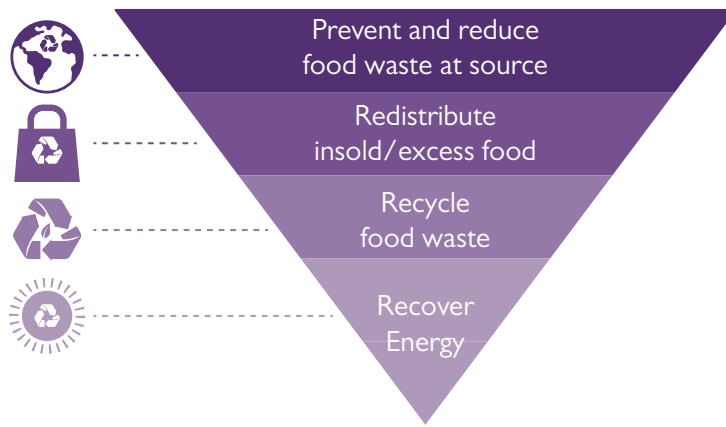 Prevent and reduce
food waste at source
Redistribute
insold/excess food
Recycle
food waste
Recover
Energy